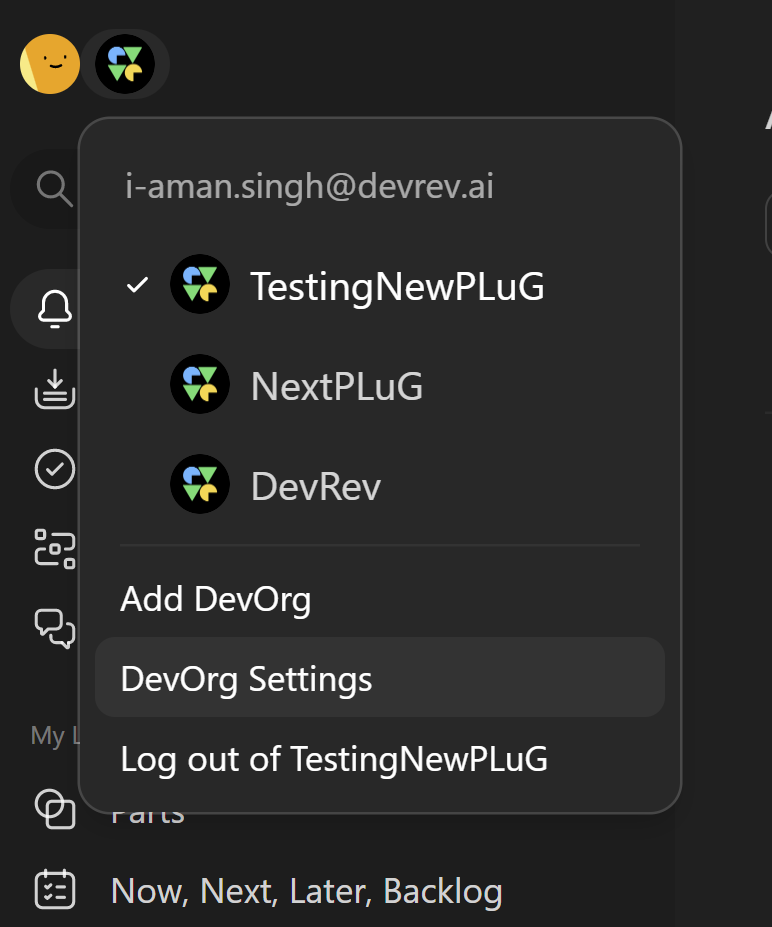 i-aman.singh@devrev.ai
TestingNewPLuG
NextPLuG
DevRev
Add DevOrg
DevOrg Settings
Log out of TestingNewPLuG
My L
Parts
Now, Next, Later, Backlog